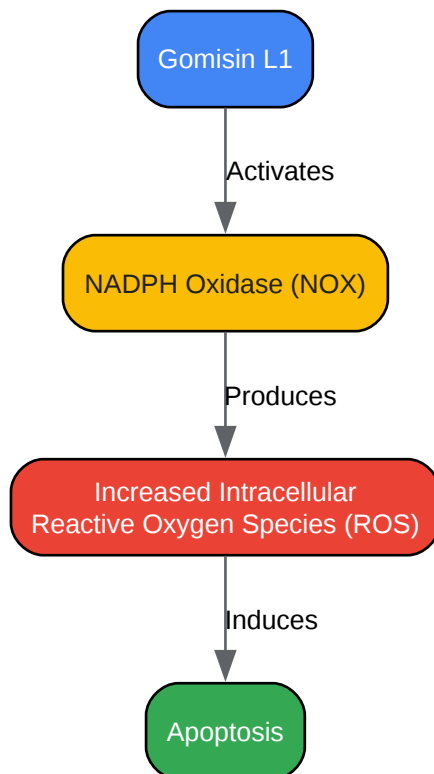 Gomisin L1
Activates
NADPH Oxidase (NOX)
Produces
Increased Intracellular
Reactive Oxygen Species (ROS)
Induces
Apoptosis